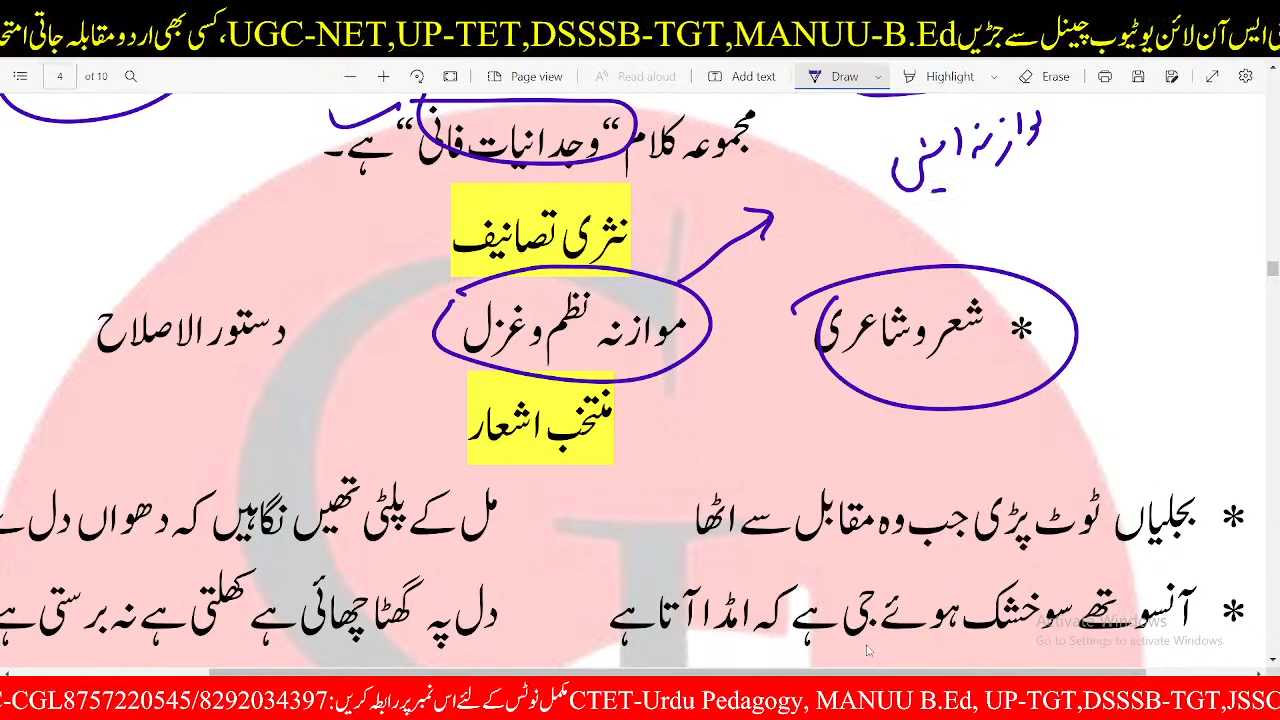 ی ایس آن لائن یوٹیوب چینل سے جڑیں UGC-NET,UP-TET,DSSSB-TGT,MANUU-B.Ed، کسی بھی اردو مقابلہ جاتی
4 of 10 Page view Read aloud Add text Draw Highlight Erase
مجموعہ کلام “وجدانیات فانی“ ہے۔
نثری تصانیف
* شعر و شاعری موازنہ نظم و غزل دستور الاصلاح
منتخب اشعار
* بجلیاں ٹوٹ پڑی جب وہ مقابل سے اٹھا مل کے پلٹی تھیں نگاہیں کہ دھواں دل
* آنسو تھے سو خشک ہوئے جی ہے کہ امڈا آتا ہے دل پہ گھٹا چھائی ہے کھلتی ہے نہ برستی ہے
Activate Windows
Go to Settings to activate Windows.
C-CGL8757220545/8292034397: مکمل نوٹس کے لئے اس نمبر پر رابطہ کریں CTET-Urdu Pedagogy, MANUU B.Ed, UP-TGT,DSSSB-TGT,JSSC